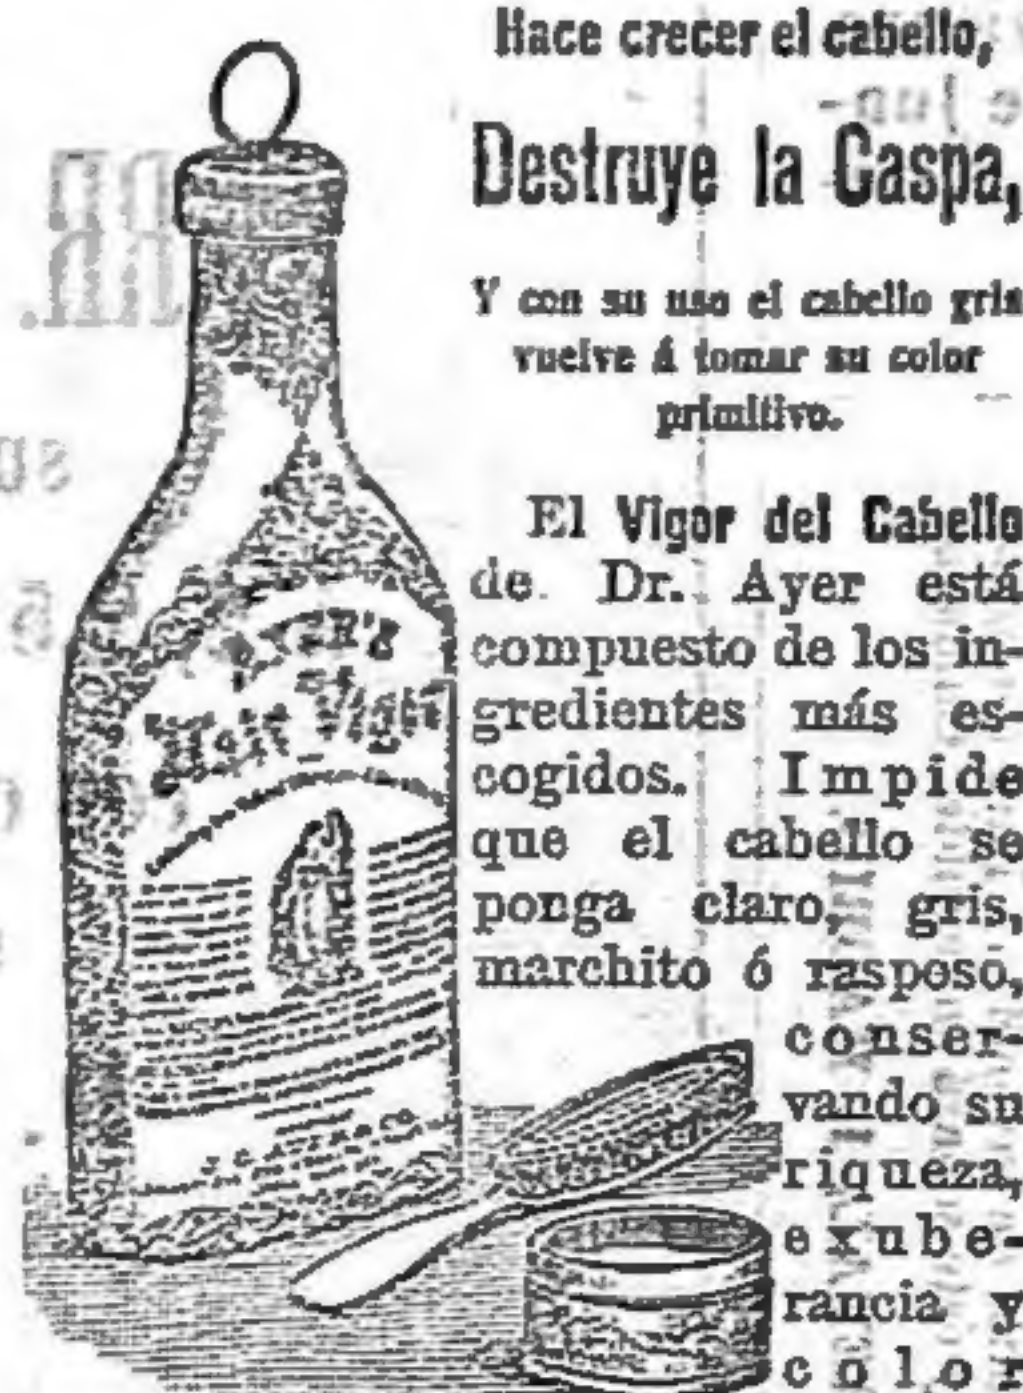 Hace crecer el cabello,
Destruye la Caspa,
Y con su uso el cabello gris
vuelve á tomar su color
primitivo.
El Vigor del Cabello
de Dr. Ayer está
compuesto de los in-
gredientes más es-
cogidos. Impide
que el cabello se
ponga claro, gris,
marchito ó rasposo,
conser-
vando su
riqueza,
exube-
rancia y
color
AYER'S
HAIR VIGOR